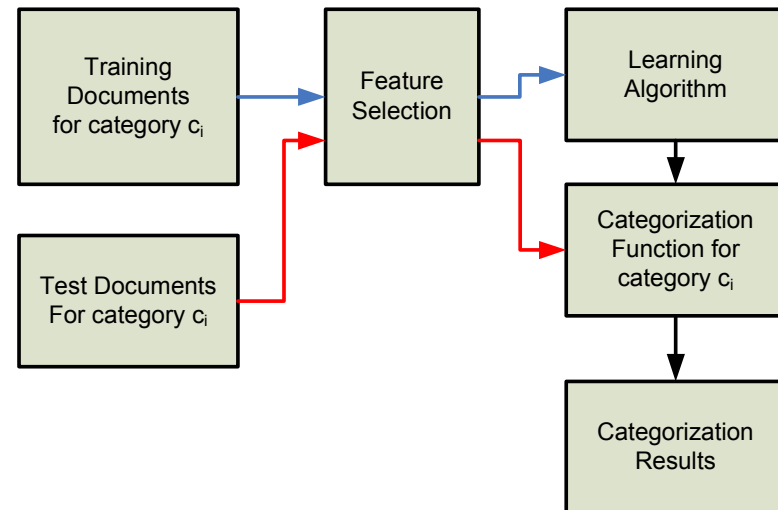 Training
Documents
for category cᵢ
Feature
Selection
Learning
Algorithm
Test Documents
For category cᵢ
Categorization
Function for
category cᵢ
Categorization
Results